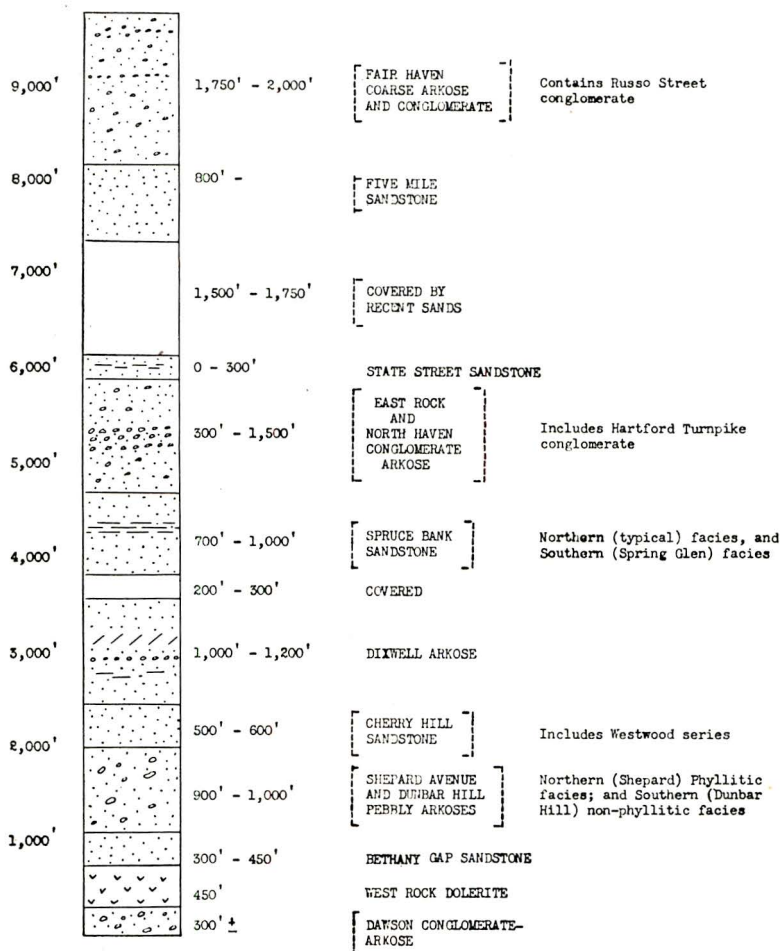 9,000'
1,750' - 2,000'
FAIR HAVEN
COARSE ARKOSE
AND CONGLOMERATE
Contains Russo Street
conglomerate
8,000'
800' -
FIVE MILE
SANDSTONE
7,000'
1,500' - 1,750'
COVERED BY
RECENT SANDS
6,000'
0 - 300'
STATE STREET SANDSTONE
300' - 1,500'
EAST ROCK
AND
NORTH HAVEN
CONGLOMERATE
ARKOSE
Includes Hartford Turnpike
conglomerate
5,000'
700' - 1,000'
SPRUCE BANK
SANDSTONE
Northern (typical) facies, and
Southern (Spring Glen) facies
4,000'
200' - 300'
COVERED
3,000'
1,000' - 1,200'
DIXWELL ARKOSE
500' - 600'
CHERRY HILL
SANDSTONE
Includes Westwood series
2,000'
900' - 1,000'
SHEPARD AVENUE
AND DUNBAR HILL
PEBBLY ARKOSES
Northern (Shepard) Phyllitic
facies; and Southern (Dunbar
Hill) non-phyllitic facies
1,000'
300' - 450'
BETHANY GAP SANDSTONE
450'
WEST ROCK DOLERITE
300' ±
DAWSON CONGLOMERATE-
ARKOSE